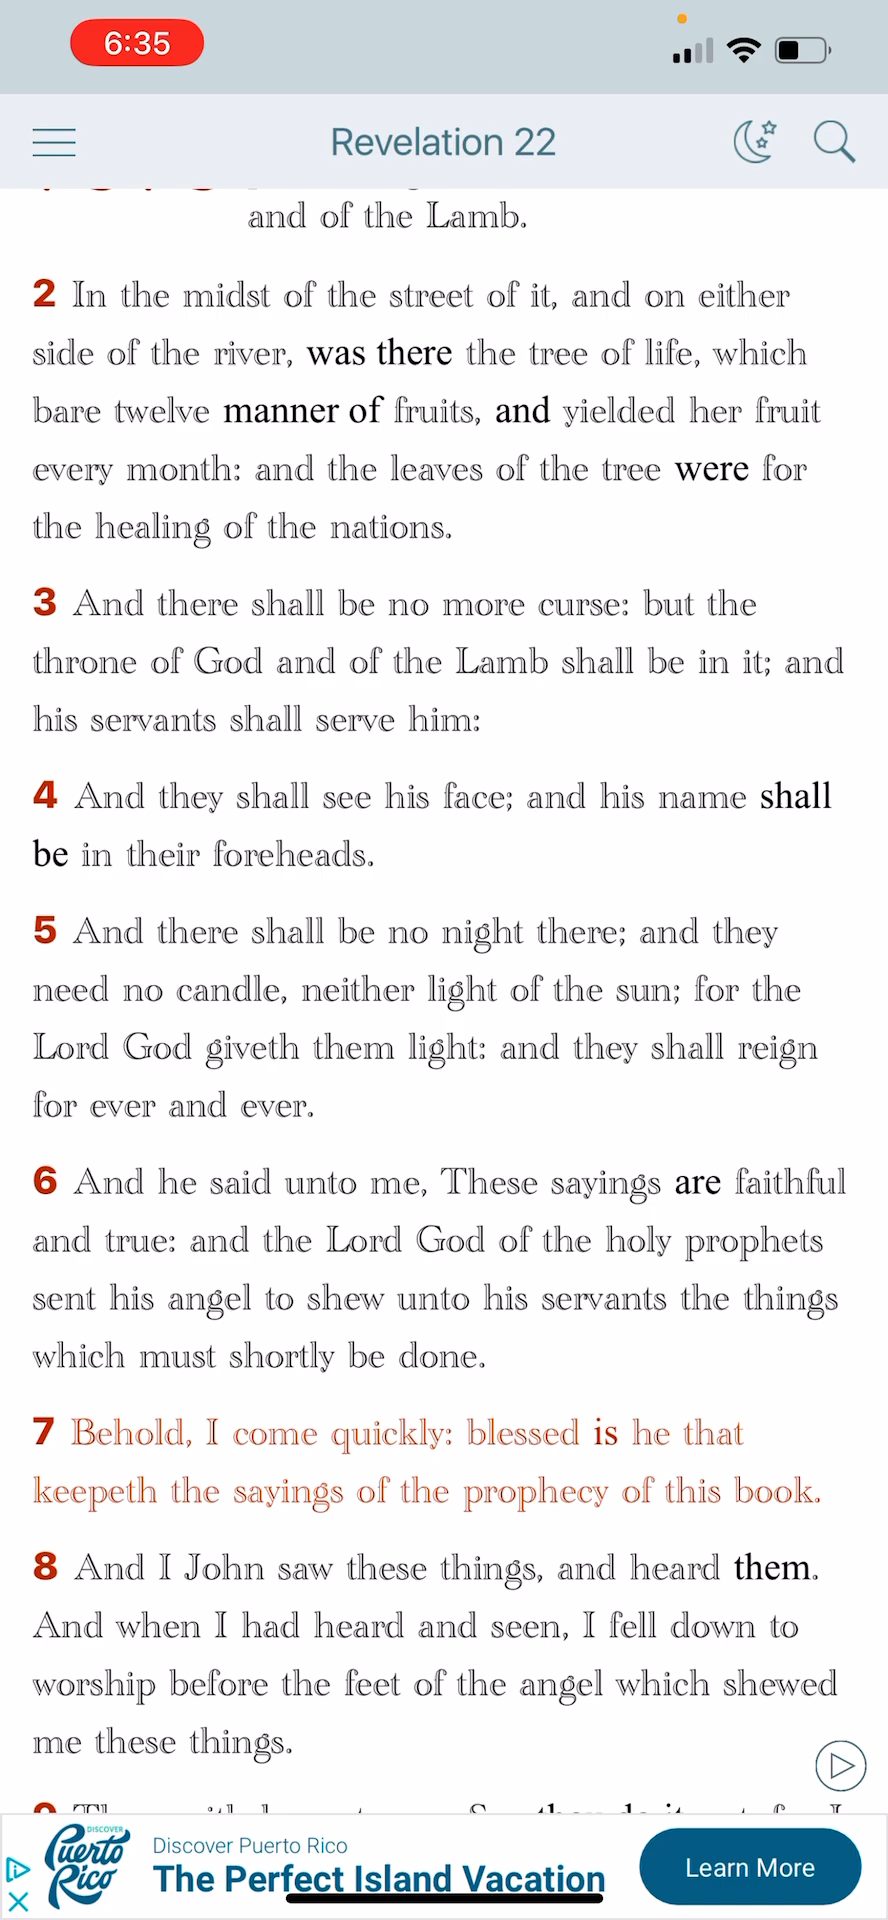 6:35
Revelation 22
and of the Lamb.
2 In the midst of the street of it, and on either
side of the river, was there the tree of life, which
bare twelve manner of fruits, and yielded her fruit
every month: and the leaves of the tree were for
the healing of the nations.
3 And there shall be no more curse: but the
throne of God and of the Lamb shall be in it; and
his servants shall serve him:
4 And they shall see his face; and his name shall
be in their foreheads.
5 And there shall be no night there; and they
need no candle, neither light of the sun; for the
Lord God giveth them light: and they shall reign
for ever and ever.
6 And he said unto me, These sayings are faithful
and true: and the Lord God of the holy prophets
sent his angel to shew unto his servants the things
which must shortly be done.
7 Behold, I come quickly: blessed is he that
keepeth the sayings of the prophecy of this book.
8 And I John saw these things, and heard them.
And when I had heard and seen, I fell down to
worship before the feet of the angel which shewed
me these things.
DISCOVER
Puerto
Rico
Discover Puerto Rico
The Perfect Island Vacation
Learn More